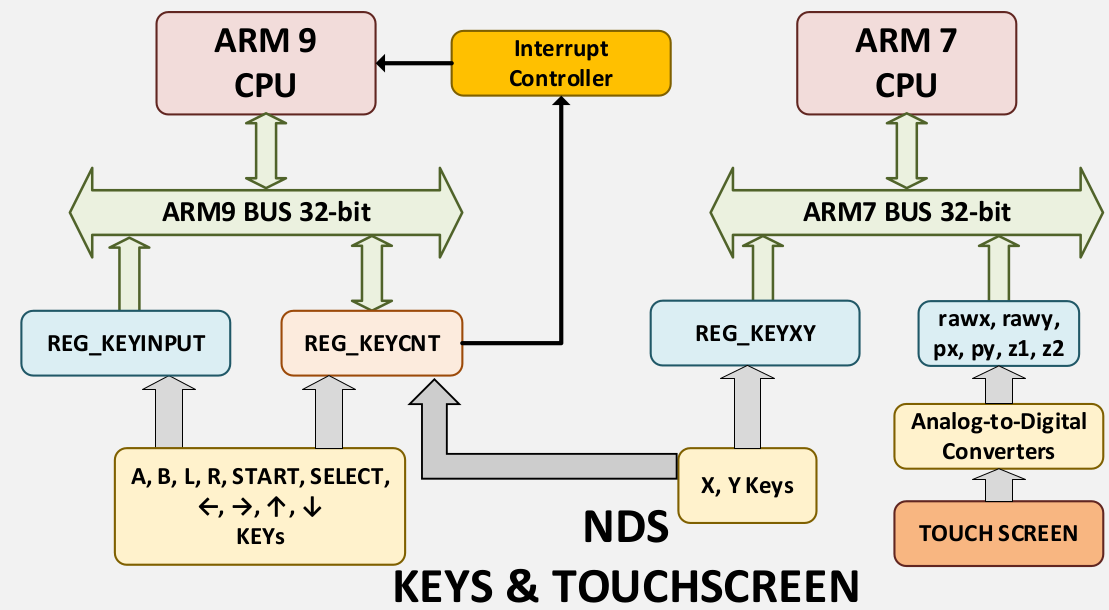 ARM 9
CPU
Interrupt
Controller
ARM 7
CPU
ARM9 BUS 32-bit
ARM7 BUS 32-bit
REG_KEYINPUT
REG_KEYCNT
REG_KEYXY
rawx, rawy,
px, py, z1, z2
A, B, L, R, START, SELECT,
←, →, ↑, ↓
KEYs
X, Y Keys
Analog-to-Digital
Converters
TOUCH SCREEN
NDS
KEYS & TOUCHSCREEN